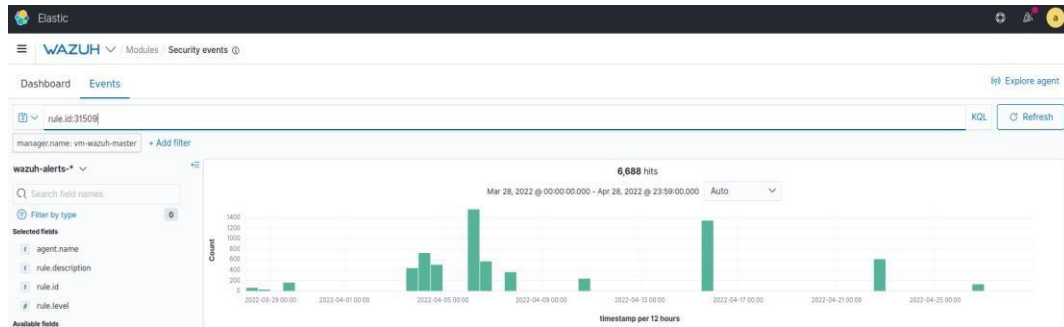 Elastic
a
WAZUH / Modules / Security events
Dashboard Events
Explore agent
rule.id:31509
KQL
Refresh
manager.name: vm-wazuh-master
+ Add filter
wazuh-alerts-*
Search field names
Filter by type 0
Selected fields
t agent.name
t rule.description
t rule.id
# rule.level
Available fields
6,688 hits
Mar 28, 2022 @ 00:00:00.000 - Apr 28, 2022 @ 23:59:00.000 Auto
Count
1400
1200
1000
800
600
400
200
0
2022-03-29 00:00 2022-04-01 00:00 2022-04-05 00:00 2022-04-09 00:00 2022-04-13 00:00 2022-04-17 00:00 2022-04-21 00:00 2022-04-25 00:00
timestamp per 12 hours